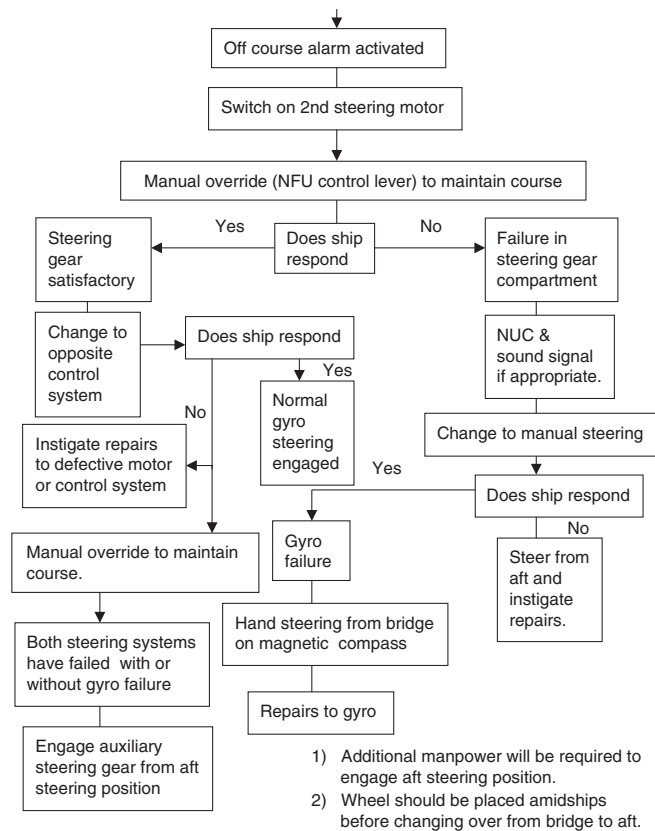 Off course alarm activated
Switch on 2nd steering motor
Manual override (NFU control lever) to maintain course
Yes
Does ship
respond
No
Steering
gear
satisfactory
Failure in
steering gear
compartment
Change to
opposite
control
system
Does ship respond
NUC &
sound signal
if appropriate.
Yes
No
Normal
gyro
steering
engaged
Change to manual steering
Instigate repairs
to defective motor
or control system
Yes
Does ship respond
No
Manual override to maintain
course.
Gyro
failure
Steer from
aft and
instigate
repairs.
Both steering systems
have failed with or
without gyro failure
Hand steering from bridge
on magnetic compass
Repairs to gyro
Engage auxiliary
steering gear from aft
steering position
1) Additional manpower will be required to
engage aft steering position.
2) Wheel should be placed amidships
before changing over from bridge to aft.